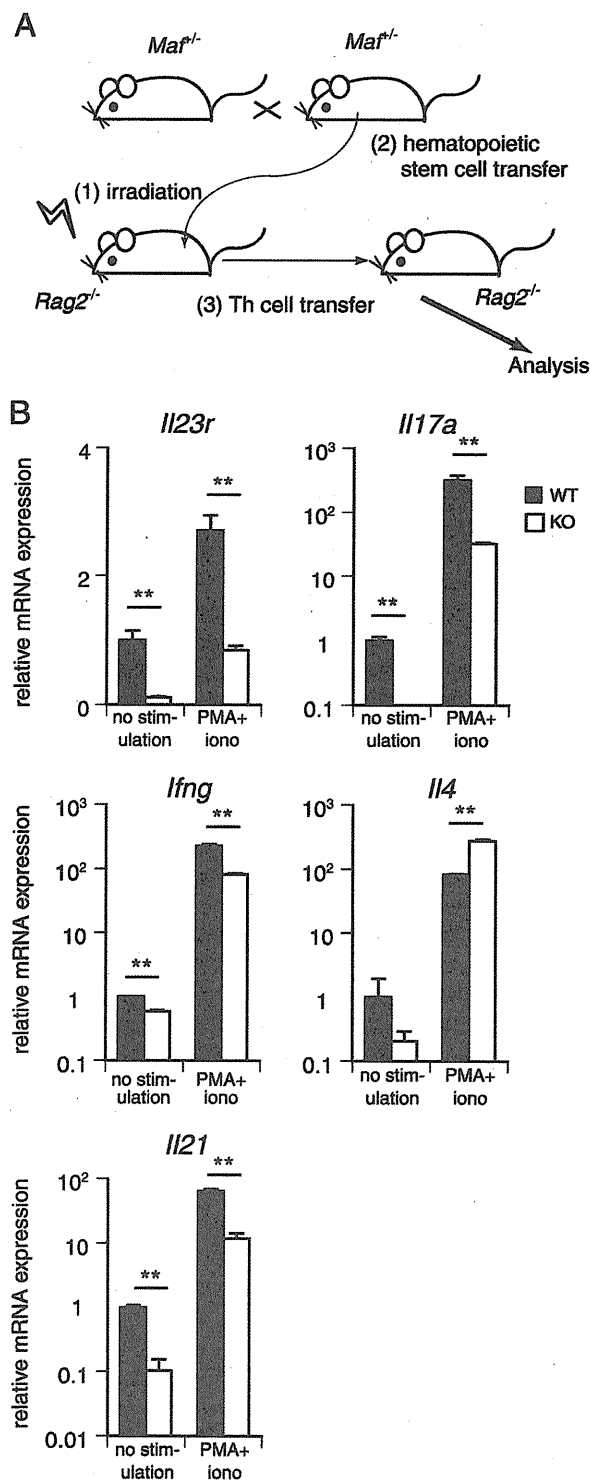 A
Maf+/-
Maf+/-
(2) hematopoietic
stem cell transfer
(1) irradiation
Rag2-/-
(3) Th cell transfer
Rag2-/-
Analysis
B
Il23r
relative mRNA expression
4
2
0
**
**
no stim-
ulation
PMA+
iono
Il17a
10³
10²
10
1
0.1
**
**
no stim-
ulation
PMA+
iono
WT
KO
Ifng
relative mRNA expression
10³
10²
10
1
0.1
**
**
no stim-
ulation
PMA+
iono
Il4
10³
10²
10
1
0.1
**
no stim-
ulation
PMA+
iono
Il21
relative mRNA expression
10²
10
1
0.1
0.01
**
**
no stim-
ulation
PMA+
iono